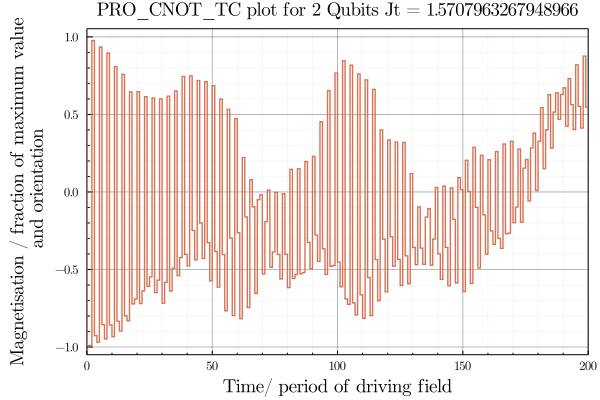 PRO_CNOT_TC plot for 2 Qubits Jt = 1.5707963267948966
Magnetisation / fraction of maximum value
and orientation
1.0
0.5
0.0
−0.5
−1.0
0 50 100 150 200
Time/ period of driving field